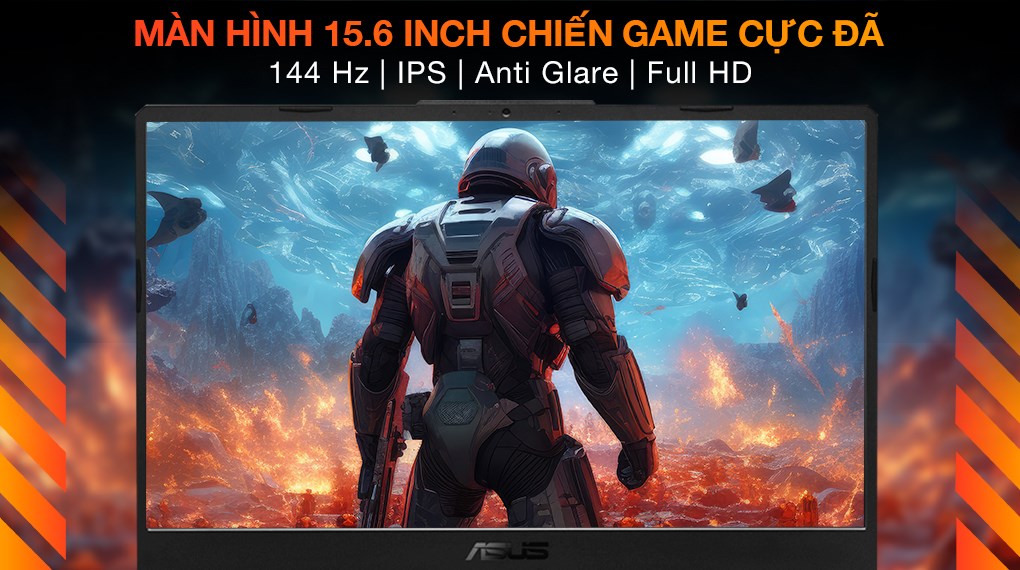 MÀN HÌNH 15.6 INCH CHIẾN GAME CỰC ĐÃ
144 Hz | IPS | Anti Glare | Full HD
ASUS